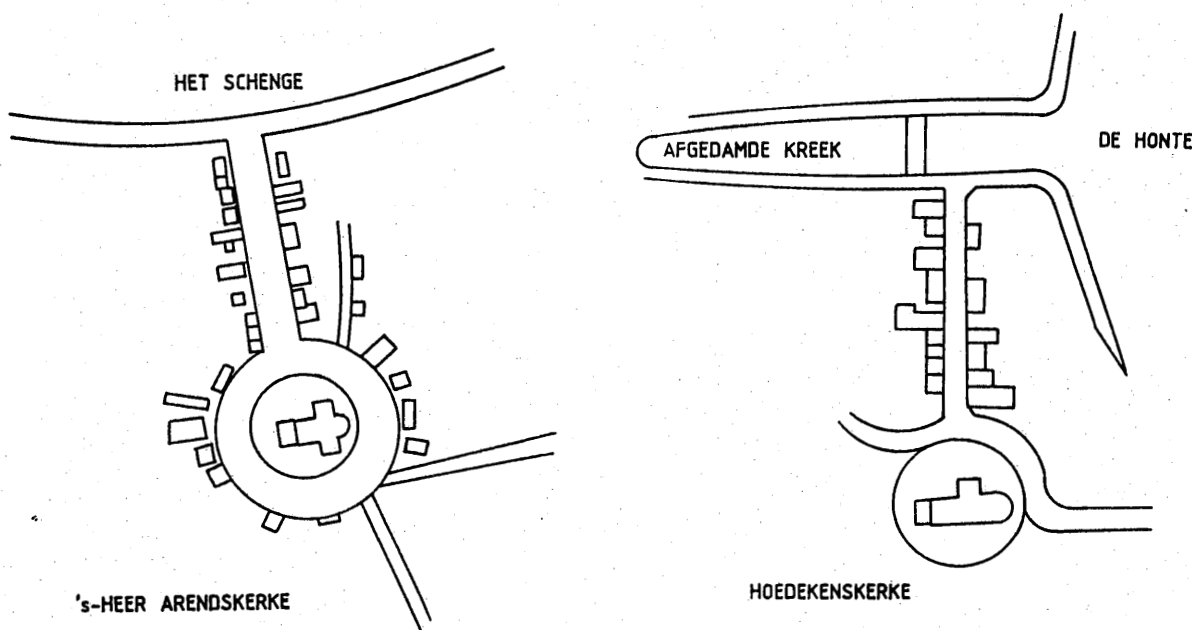 HET SCHENGE
AFGEDAMDE KREEK
DE HONTE
's-HEER ARENDSKERKE
HOEDEKENSKERKE